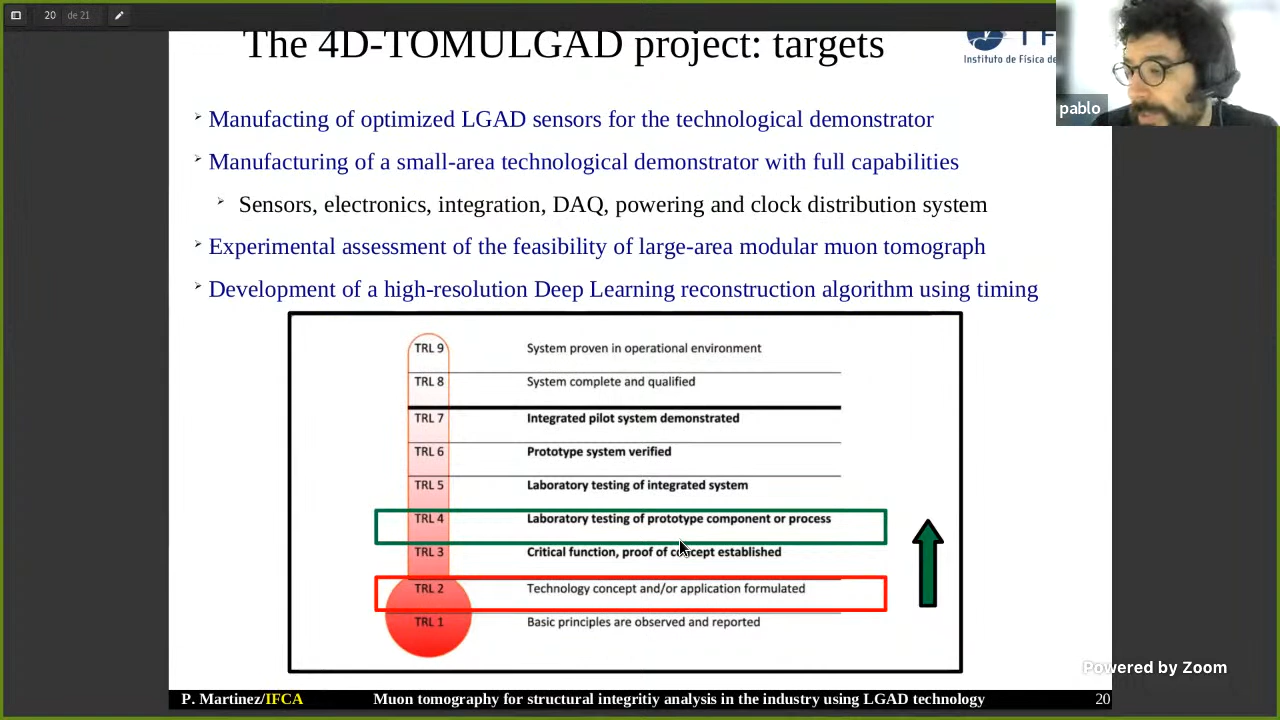 20 de 21
The 4D-TOMULGAD project: targets
Instituto de Física de
pablo
Manufacting of optimized LGAD sensors for the technological demonstrator
Manufacturing of a small-area technological demonstrator with full capabilities
Sensors, electronics, integration, DAQ, powering and clock distribution system
Experimental assessment of the feasibility of large-area modular muon tomograph
Development of a high-resolution Deep Learning reconstruction algorithm using timing
TRL 9 System proven in operational environment
TRL 8 System complete and qualified
TRL 7 Integrated pilot system demonstrated
TRL 6 Prototype system verified
TRL 5 Laboratory testing of integrated system
TRL 4 Laboratory testing of prototype component or process
TRL 3 Critical function, proof of concept established
TRL 2 Technology concept and/or application formulated
TRL 1 Basic principles are observed and reported
Powered by Zoom
P. Martinez/IFCA Muon tomography for structural integritiy analysis in the industry using LGAD technology 20